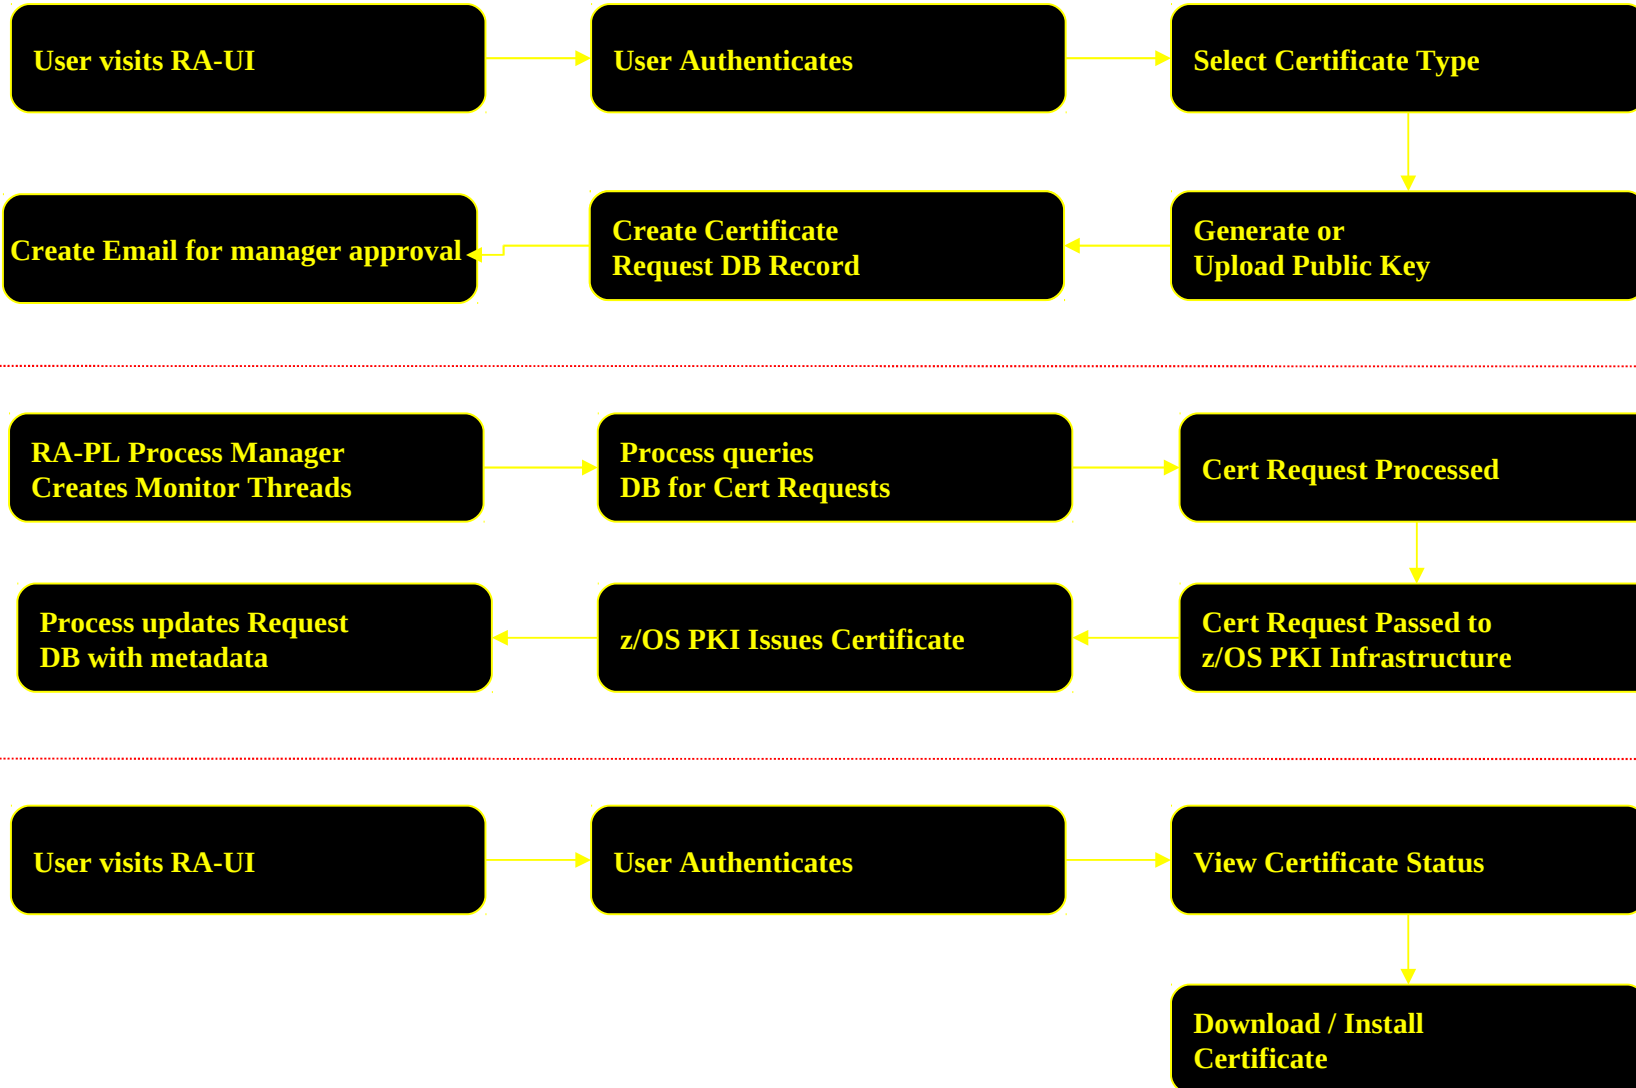 User visits RA-UI
User Authenticates
Select Certificate Type
Create Email for manager approval
Create Certificate
Request DB Record
Generate or
Upload Public Key
RA-PL Process Manager
Creates Monitor Threads
Process queries
DB for Cert Requests
Cert Request Processed
Process updates Request
DB with metadata
z/OS PKI Issues Certificate
Cert Request Passed to
z/OS PKI Infrastructure
User visits RA-UI
User Authenticates
View Certificate Status
Download / Install
Certificate